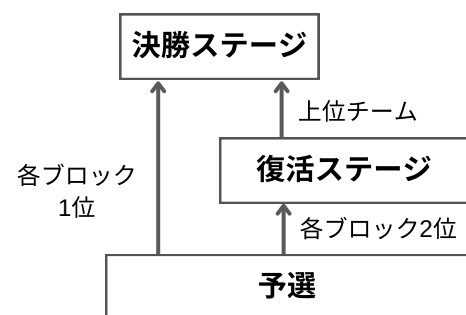 決勝ステージ
上位チーム
各ブロック
1位
復活ステージ
各ブロック2位
予選